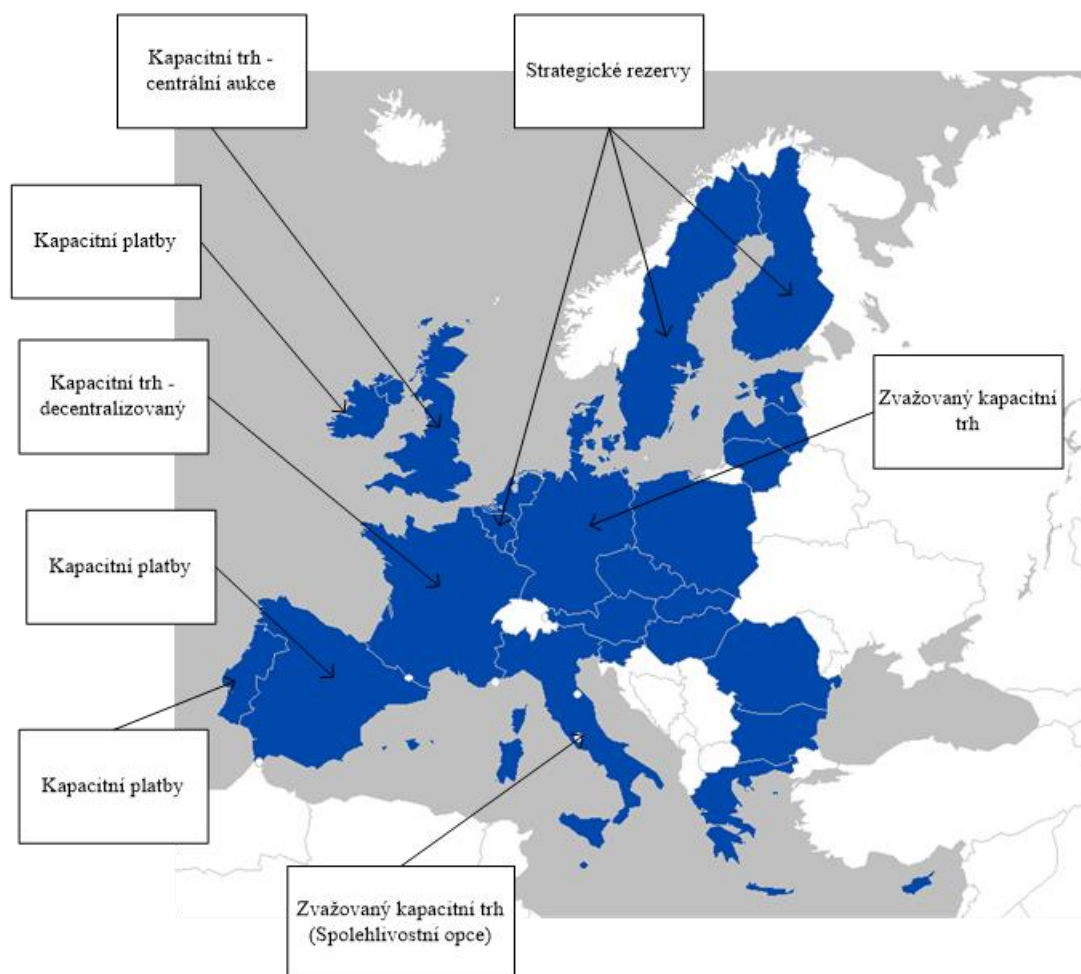 Kapacitní trh -
centrální aukce
Strategické rezervy
Kapacitní platby
Kapacitní trh -
decentralizovaný
Zvažovaný kapacitní
trh
Kapacitní platby
Kapacitní platby
Zvažovaný kapacitní trh
(Spolehlivostní opce)